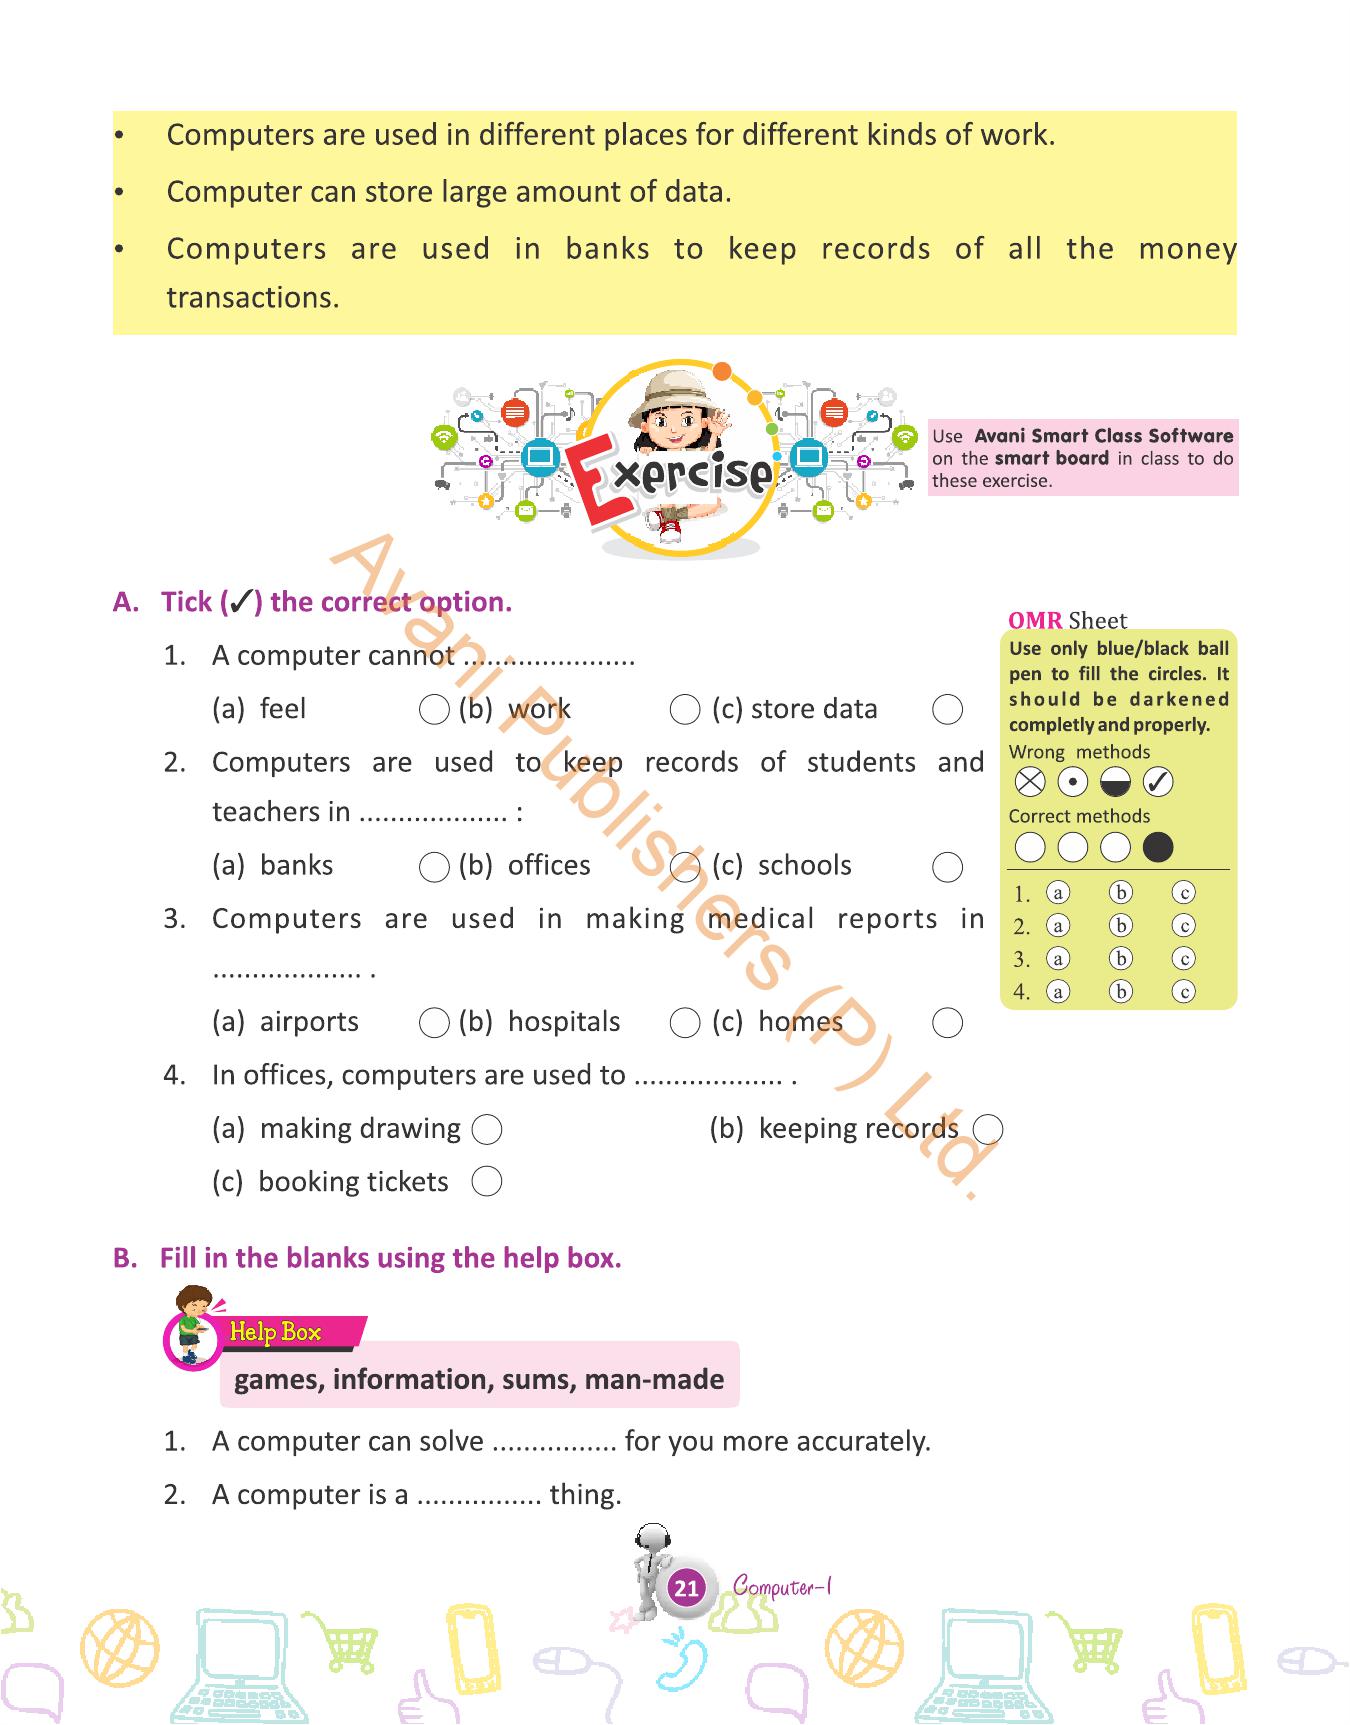 • Computers are used in different places for different kinds of work.
• Computer can store large amount of data.
• Computers are used in banks to keep records of all the money
transactions.
Exercise
Use Avani Smart Class Software
on the smart board in class to do
these exercise.
A. Tick (✓) the correct option.
1. A computer cannot ......................
(a) feel (b) work (c) store data
2. Computers are used to keep records of students and
teachers in ................... :
(a) banks (b) offices (c) schools
3. Computers are used in making medical reports in
................... .
(a) airports (b) hospitals (c) homes
4. In offices, computers are used to ................... .
(a) making drawing (b) keeping records
(c) booking tickets
OMR Sheet
Use only blue/black ball
pen to fill the circles. It
should be darkened
completly and properly.
Wrong methods
Correct methods
1. a b c
2. a b c
3. a b c
4. a b c
B. Fill in the blanks using the help box.
Help Box
games, information, sums, man-made
1. A computer can solve ................ for you more accurately.
2. A computer is a ................ thing.
21 Computer-1
Avani Publishers (P) Ltd.